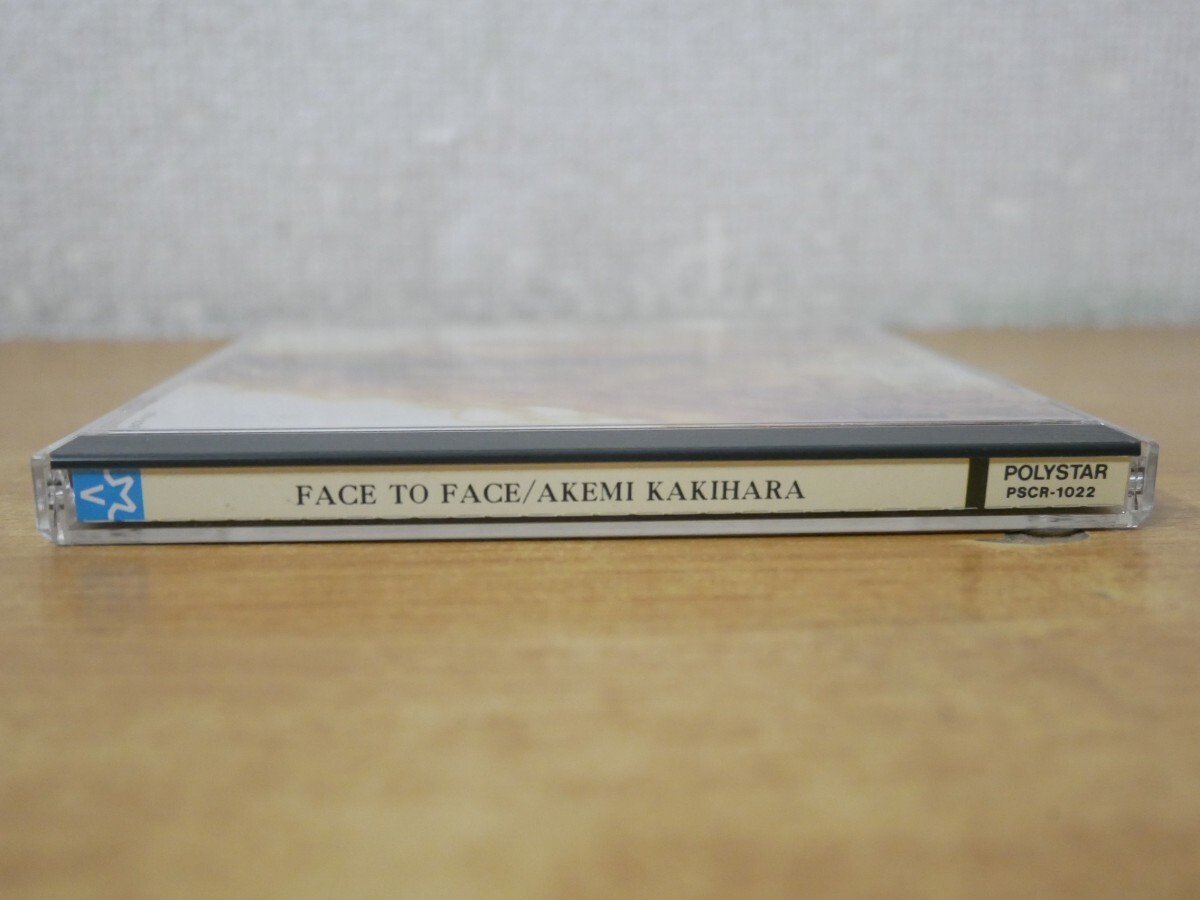 V
FACE TO FACE/AKEMI KAKIHARA
POLYSTAR
PSCR-1022